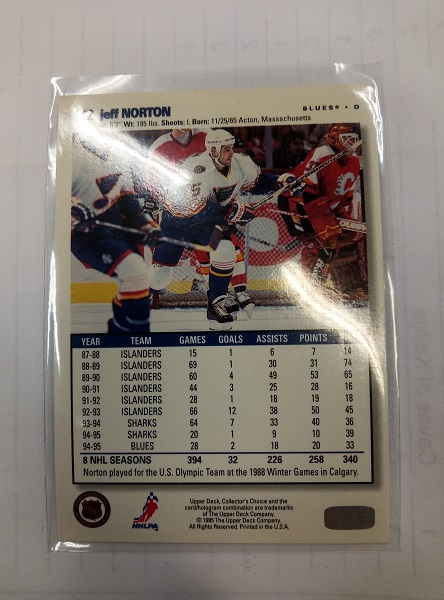 jeff NORTON
BLUES® • D
6'2" Wt: 195 lbs. Shoots: L Born: 11/25/65 Acton, Massachusetts
YEAR TEAM GAMES GOALS ASSISTS POINTS
87-88 ISLANDERS 15 1 6 7 14
88-89 ISLANDERS 69 1 30 31 74
89-90 ISLANDERS 60 4 49 53 65
90-91 ISLANDERS 44 3 25 28 16
91-92 ISLANDERS 28 1 18 19 18
92-93 ISLANDERS 66 12 38 50 45
93-94 SHARKS 64 7 33 40 36
94-95 SHARKS 20 1 9 10 39
94-95 BLUES 28 2 18 20 33
8 NHL SEASONS 394 32 226 258 340
Norton played for the U.S. Olympic Team at the 1988 Winter Games in Calgary.
Upper Deck, Collector's Choice and the
card/hologram combination are trademarks
of The Upper Deck Company.
© 1995 The Upper Deck Company.
All Rights Reserved. Printed in the U.S.A.
NHL
NHLPA